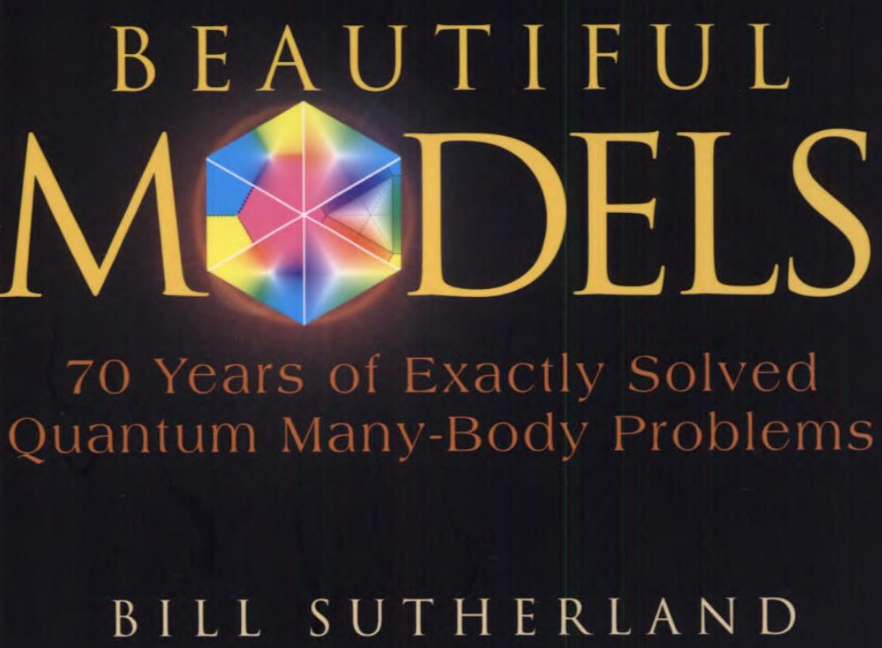 BEAUTIFUL
MODELS
70 Years of Exactly Solved
Quantum Many-Body Problems
BILL SUTHERLAND